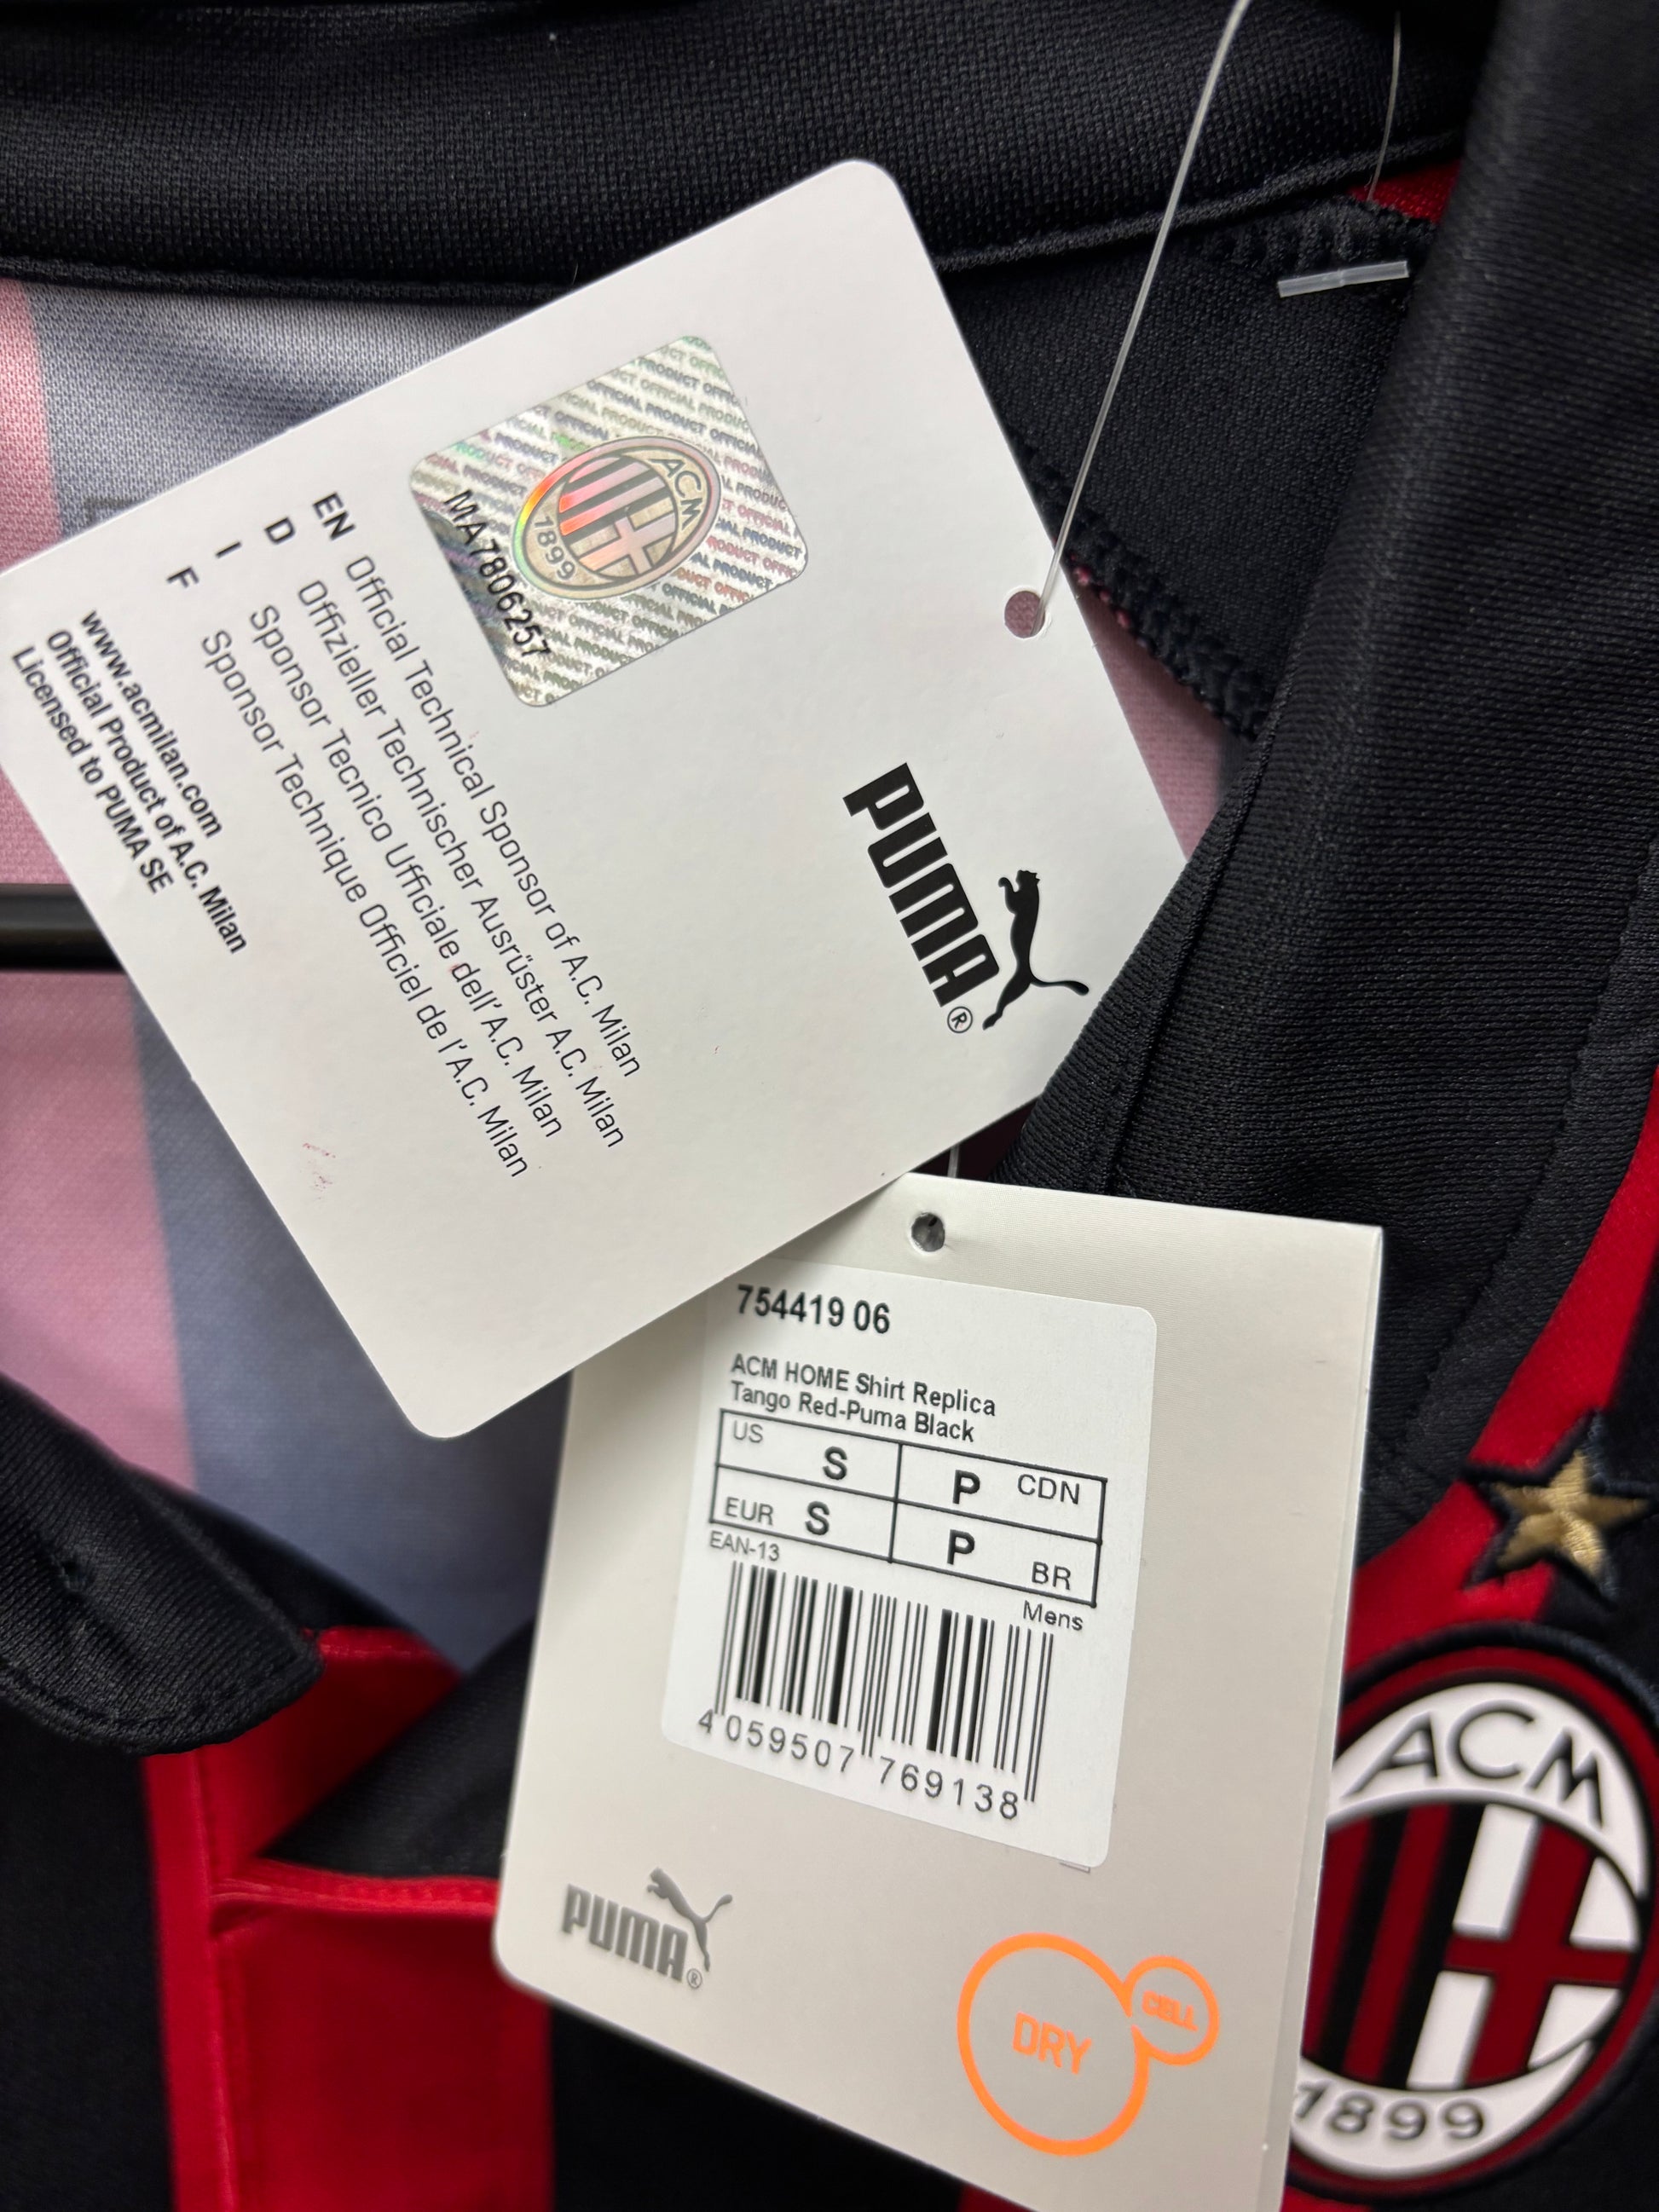 ACM
1899
MA7806257
EN Official Technical Sponsor of A.C. Milan
D Offizieller Technischer Ausrüster A.C. Milan
I Sponsor Tecnico Ufficiale dell' A.C. Milan
F Sponsor Technique Officiel de l'A.C. Milan
www.acmilan.com
Official Product of A.C. Milan
Licensed to PUMA SE
PUMA®
754419 06
ACM HOME Shirt Replica
Tango Red-Puma Black
US S P CDN
EUR S P BR
EAN-13
Mens
4 059507 769138
PUMA®
DRY CELL
ACM
1899